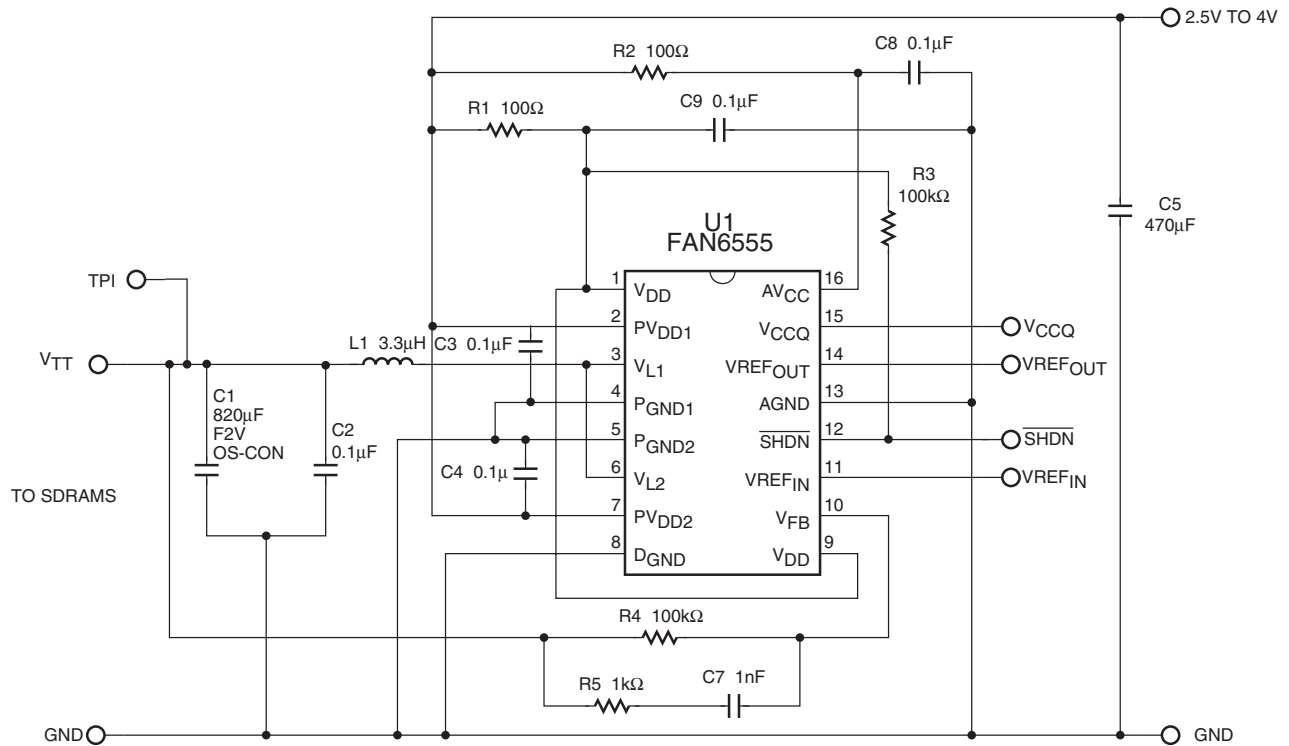 2.5V TO 4V
R2 100Ω
C8 0.1µF
R1 100Ω
C9 0.1µF
R3
100kΩ
C5
470µF
U1
FAN6555
TPI
VTT
L1 3.3µH
C3 0.1µF
C1
820µF
F2V
OS-CON
C2
0.1µF
C4 0.1µ
TO SDRAMS
1 VDD
2 PVDD1
3 VL1
4 PGND1
5 PGND2
6 VL2
7 PVDD2
8 DGND
AVCC 16
VCCQ 15
VREFOUT 14
AGND 13
SHDN 12
VREFIN 11
VFB 10
VDD 9
VCCQ
VREFOUT
SHDN
VREFIN
R4 100kΩ
R5 1kΩ
C7 1nF
GND
GND